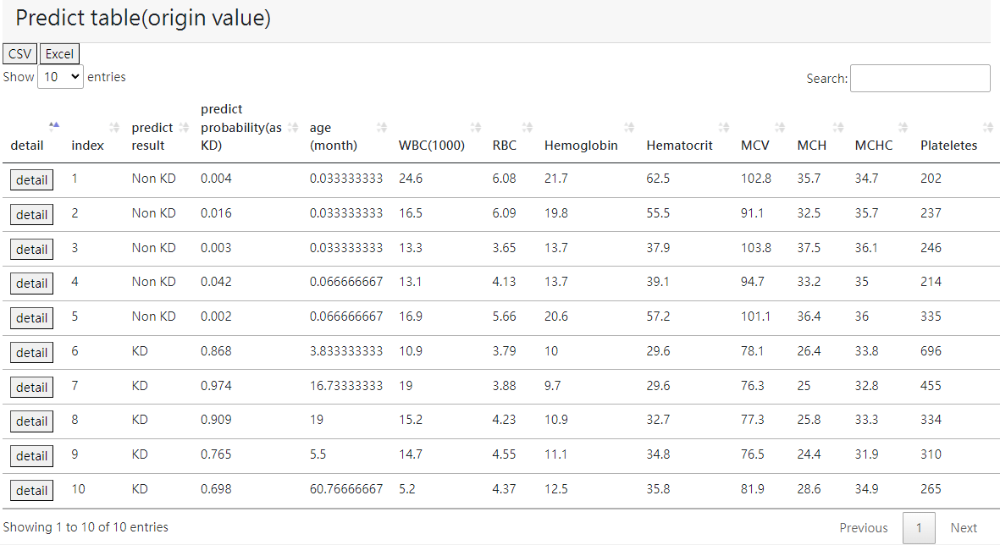 Predict table(origin value)
CSV Excel
Show 10 entries Search:
detail index predict result predict probability(as KD) age (month) WBC(1000) RBC Hemoglobin Hematocrit MCV MCH MCHC Plateletes
detail 1 Non KD 0.004 0.033333333 24.6 6.08 21.7 62.5 102.8 35.7 34.7 202
detail 2 Non KD 0.016 0.033333333 16.5 6.09 19.8 55.5 91.1 32.5 35.7 237
detail 3 Non KD 0.003 0.033333333 13.3 3.65 13.7 37.9 103.8 37.5 36.1 246
detail 4 Non KD 0.042 0.066666667 13.1 4.13 13.7 39.1 94.7 33.2 35 214
detail 5 Non KD 0.002 0.066666667 16.9 5.66 20.6 57.2 101.1 36.4 36 335
detail 6 KD 0.868 3.833333333 10.9 3.79 10 29.6 78.1 26.4 33.8 696
detail 7 KD 0.974 16.73333333 19 3.88 9.7 29.6 76.3 25 32.8 455
detail 8 KD 0.909 19 15.2 4.23 10.9 32.7 77.3 25.8 33.3 334
detail 9 KD 0.765 5.5 14.7 4.55 11.1 34.8 76.5 24.4 31.9 310
detail 10 KD 0.698 60.76666667 5.2 4.37 12.5 35.8 81.9 28.6 34.9 265
Showing 1 to 10 of 10 entries Previous 1 Next